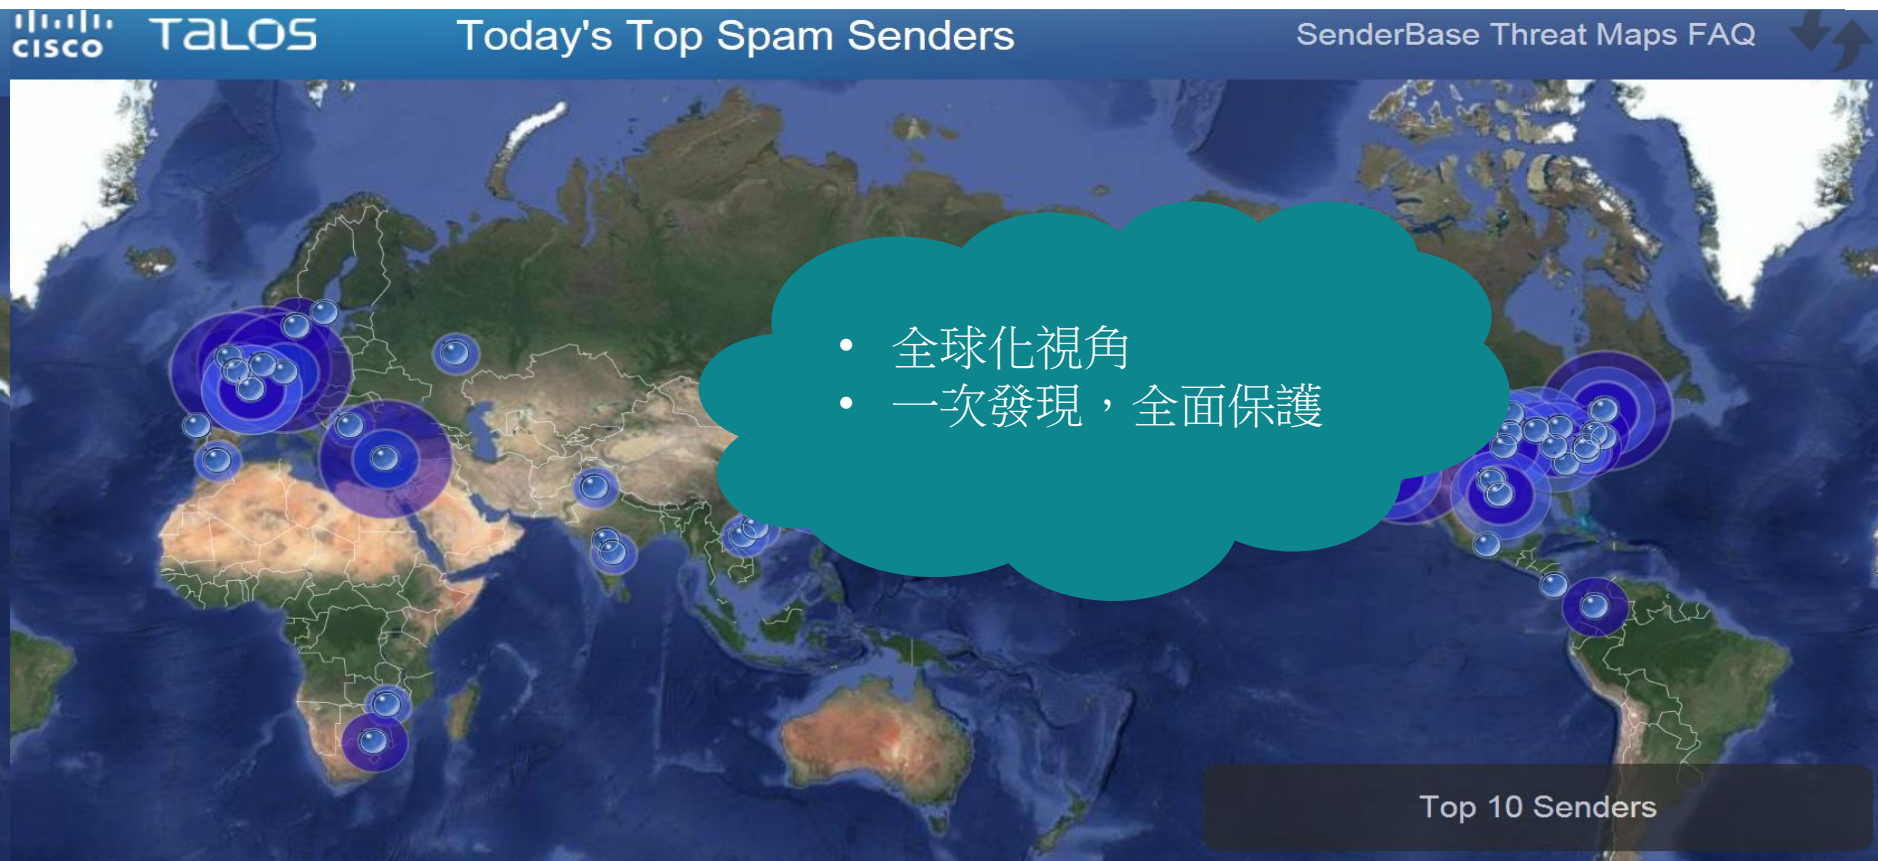 CISCO TALOS Today's Top Spam Senders SenderBase Threat Maps FAQ
• 全球化視角
• 一次發現，全面保護
Top 10 Senders